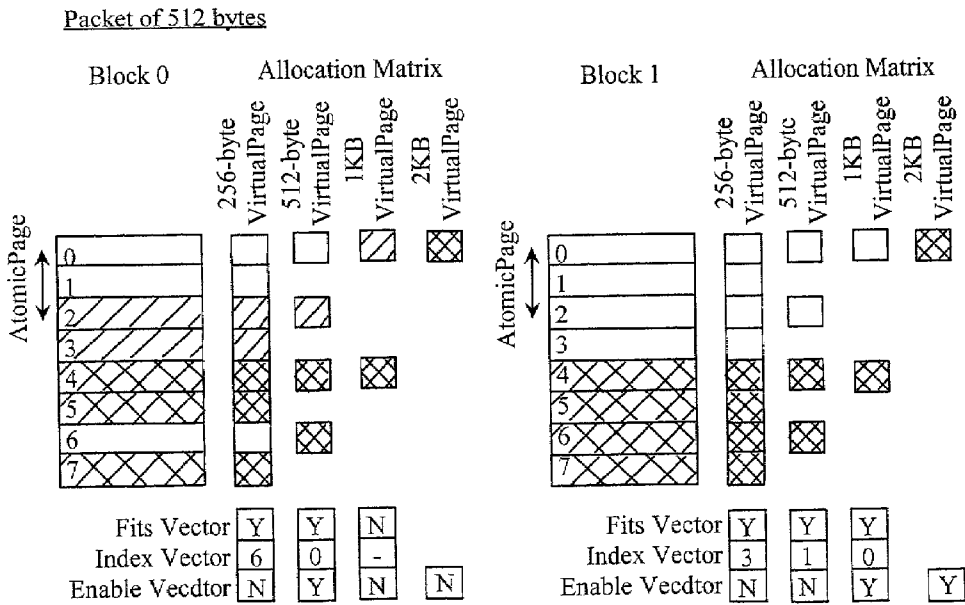 Packet of 512 bytes
Block 0
Allocation Matrix
256-byte
VirtualPage
512-byte
VirtualPage
1KB
VirtualPage
2KB
VirtualPage
AtomicPage
0
1
2
3
4
5
6
7
Fits Vector Y Y N
Index Vector 6 0 -
Enable Vecdtor N Y N N
Block 1
Allocation Matrix
256-byte
VirtualPage
512-byte
VirtualPage
1KB
VirtualPage
2KB
VirtualPage
AtomicPage
0
1
2
3
4
5
6
7
Fits Vector Y Y Y
Index Vector 3 1 0
Enable Vecdtor N N Y Y